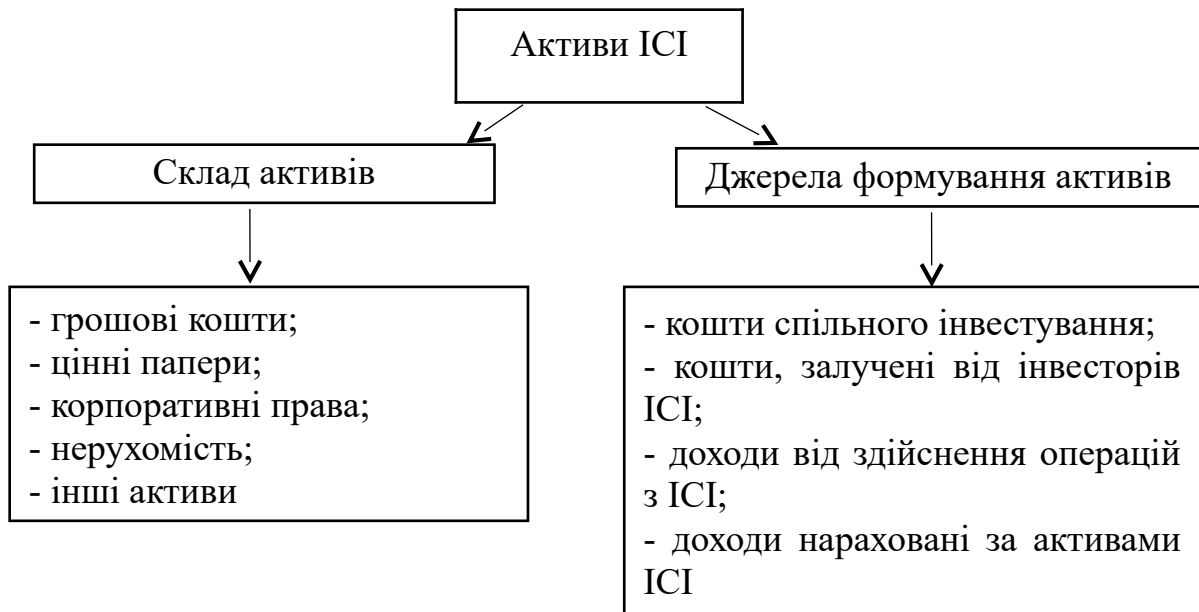 Активи ІСІ
Склад активів
Джерела формування активів
- грошові кошти;
- цінні папери;
- корпоративні права;
- нерухомість;
- інші активи
- кошти спільного інвестування;
- кошти, залучені від інвесторів
ІСІ;
- доходи від здійснення операцій
з ІСІ;
- доходи нараховані за активами
ІСІ